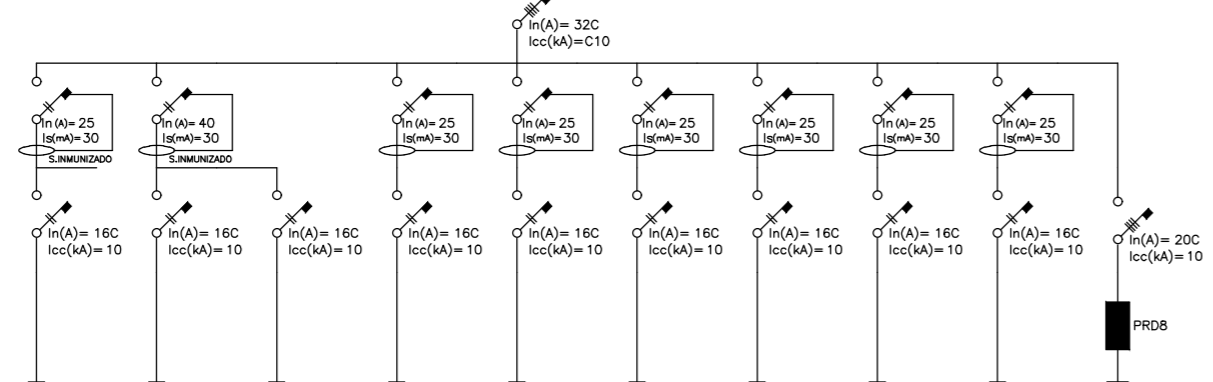 In(A)= 32C
Icc(kA)=C10
In(A)= 25
Is(mA)=30
S.INMUNIZADO
In(A)= 40
Is(mA)=30
S.INMUNIZADO
In(A)= 25
Is(mA)=30
In(A)= 25
Is(mA)=30
In(A)= 25
Is(mA)=30
In(A)= 25
Is(mA)=30
In(A)= 25
Is(mA)=30
In(A)= 25
Is(mA)=30
In(A)= 16C
Icc(kA)= 10
In(A)= 16C
Icc(kA)= 10
In(A)= 16C
Icc(kA)= 10
In(A)= 16C
Icc(kA)= 10
In(A)= 16C
Icc(kA)= 10
In(A)= 16C
Icc(kA)= 10
In(A)= 16C
Icc(kA)= 10
In(A)= 16C
Icc(kA)= 10
In(A)= 16C
Icc(kA)= 10
In(A)= 20C
Icc(kA)= 10
PRD8